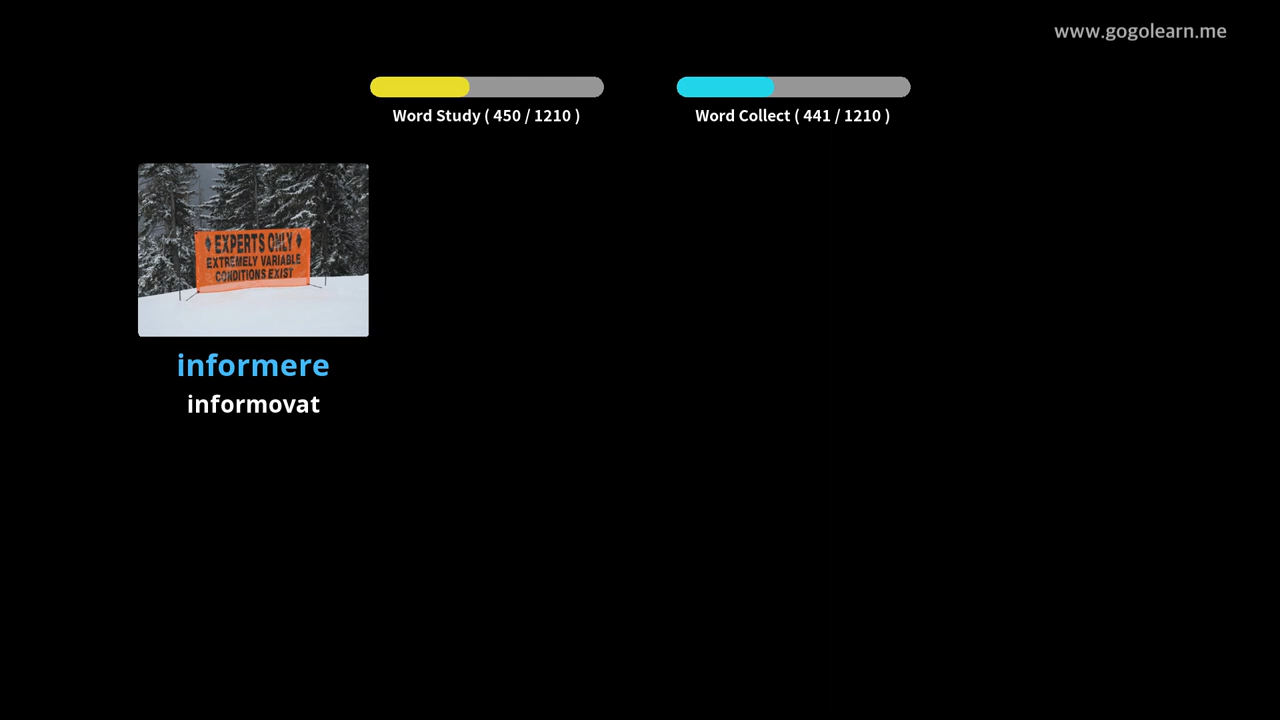 www.gogolearn.me
Word Study ( 450 / 1210 )
Word Collect ( 441 / 1210 )
EXPERTS ONLY
EXTREMELY VARIABLE
CONDITIONS EXIST
informere
informovat